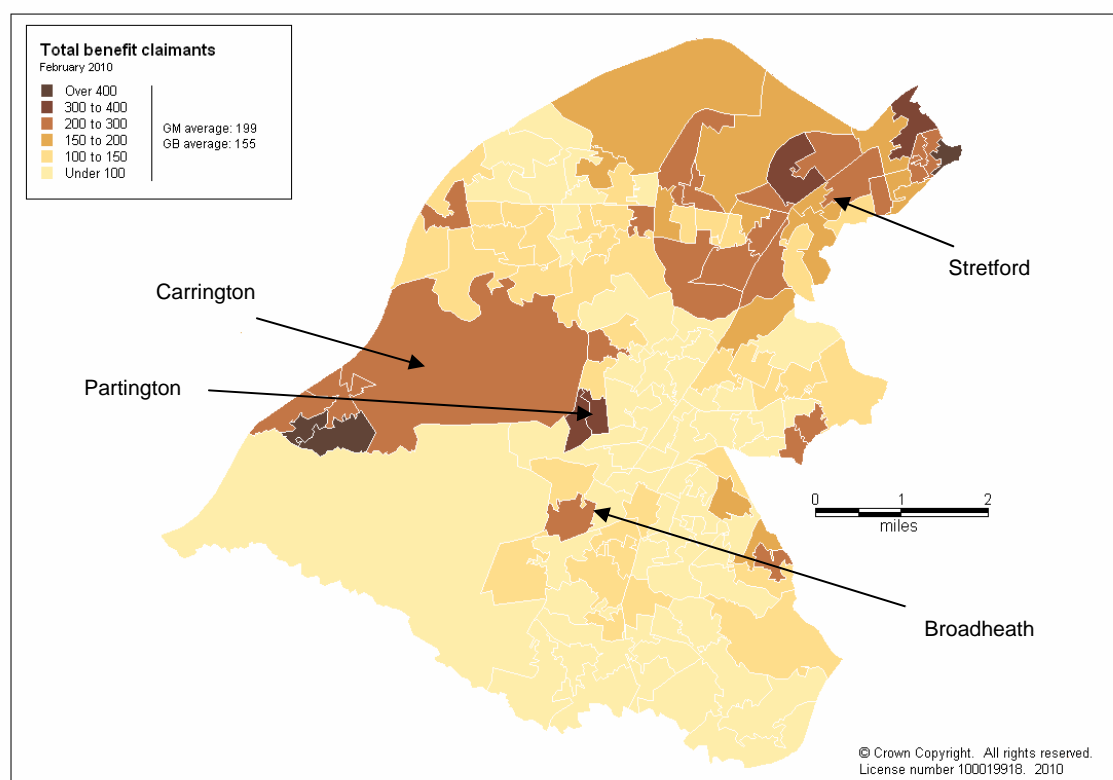 Total benefit claimants
February 2010
Over 400
300 to 400
200 to 300
150 to 200
100 to 150
Under 100
GM average: 199
GB average: 155
Stretford
Carrington
Partington
0 1 2
miles
Broadheath
© Crown Copyright. All rights reserved.
License number 100019918. 2010